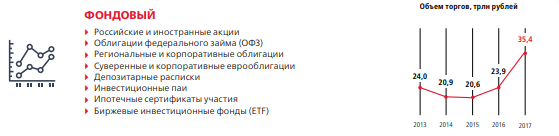 ФОНДОВЫЙ
Российские и иностранные акции
Облигации федерального займа (ОФЗ)
Региональные и корпоративные облигации
Суверенные и корпоративные еврооблигации
Депозитарные расписки
Инвестиционные паи
Ипотечные сертификаты участия
Биржевые инвестиционные фонды (ETF)
Объем торгов, трлн рублей
35,4
24,0 20,9 20,6 23,9
2013 2014 2015 2016 2017